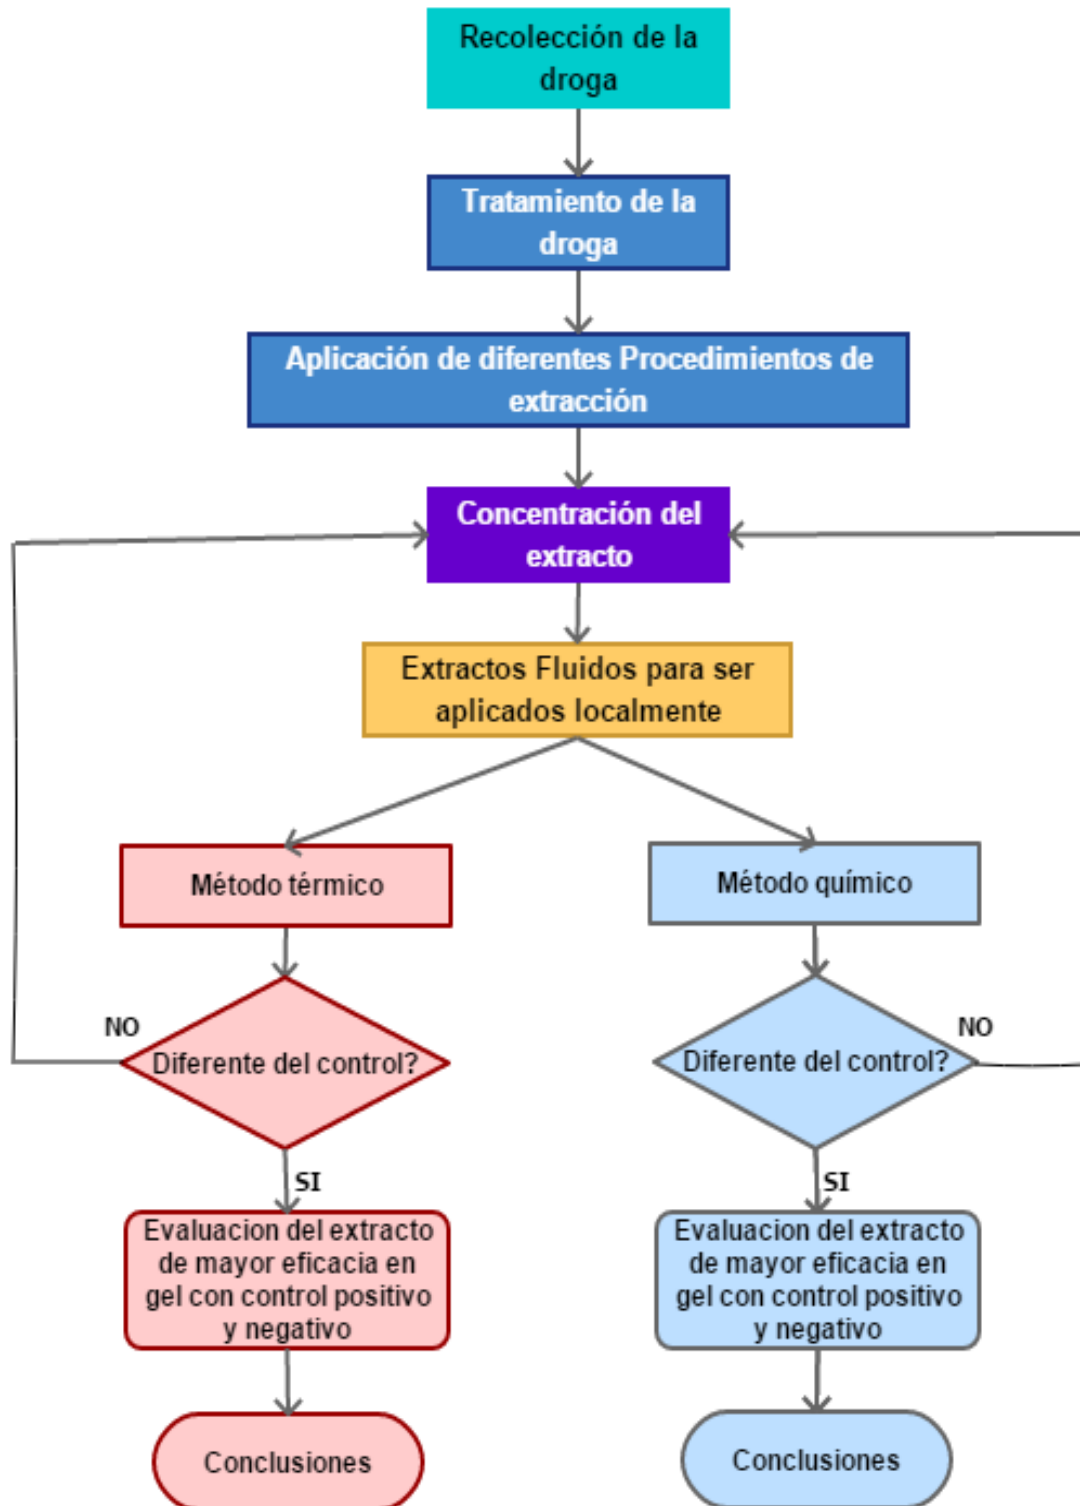 Recolección de la
droga
Tratamiento de la
droga
Aplicación de diferentes Procedimientos de
extracción
Concentración del
extracto
Extractos Fluidos para ser
aplicados localmente
Método térmico
Método químico
NO
Diferente del control?
Diferente del control?
NO
SI
SI
Evaluacion del extracto
de mayor eficacia en
gel con control positivo
y negativo
Evaluacion del extracto
de mayor eficacia en
gel con control positivo
y negativo
Conclusiones
Conclusiones